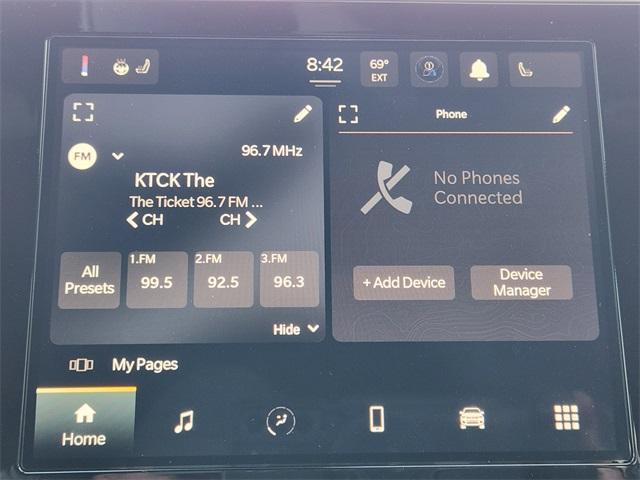 8:42
69°
EXT
Phone
FM
96.7 MHz
KTCK The
The Ticket 96.7 FM ...
CH CH
All
Presets
1.FM
99.5
2.FM
92.5
3.FM
96.3
Hide
No Phones
Connected
+ Add Device
Device
Manager
My Pages
Home